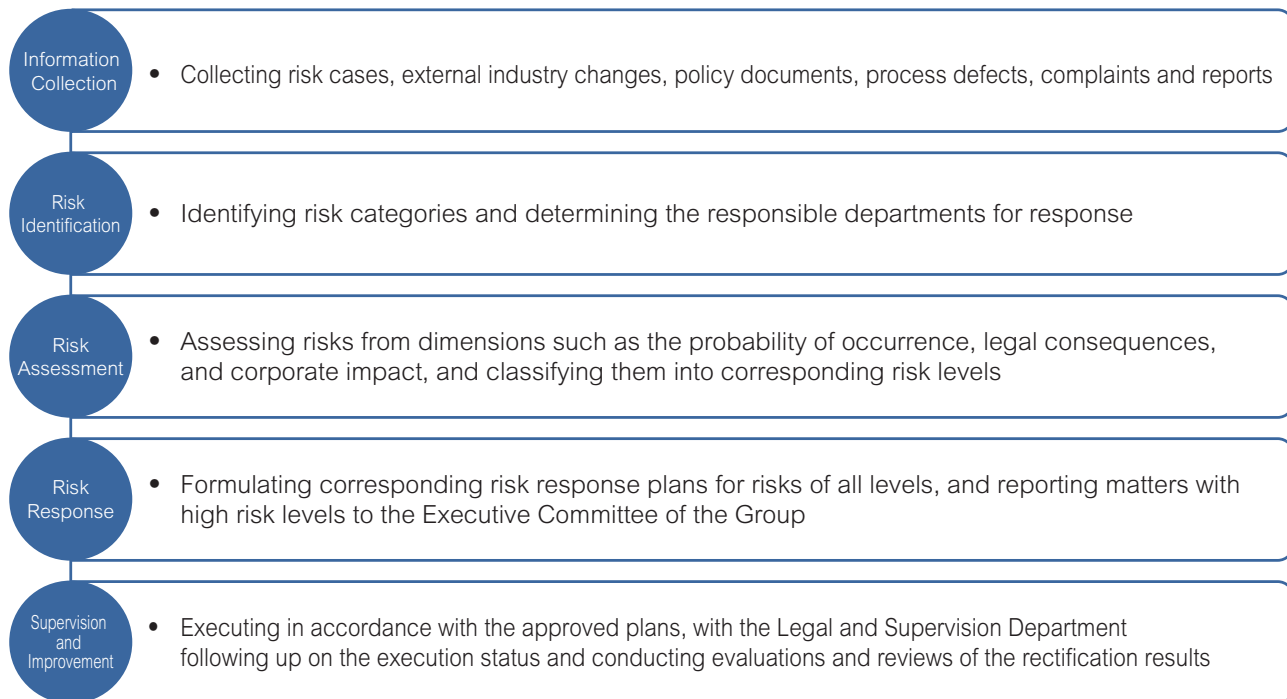 Information
Collection
• Collecting risk cases, external industry changes, policy documents, process defects, complaints and reports
Risk
Identification
• Identifying risk categories and determining the responsible departments for response
Risk
Assessment
• Assessing risks from dimensions such as the probability of occurrence, legal consequences,
and corporate impact, and classifying them into corresponding risk levels
Risk
Response
• Formulating corresponding risk response plans for risks of all levels, and reporting matters with
high risk levels to the Executive Committee of the Group
Supervision
and
Improvement
• Executing in accordance with the approved plans, with the Legal and Supervision Department
following up on the execution status and conducting evaluations and reviews of the rectification results